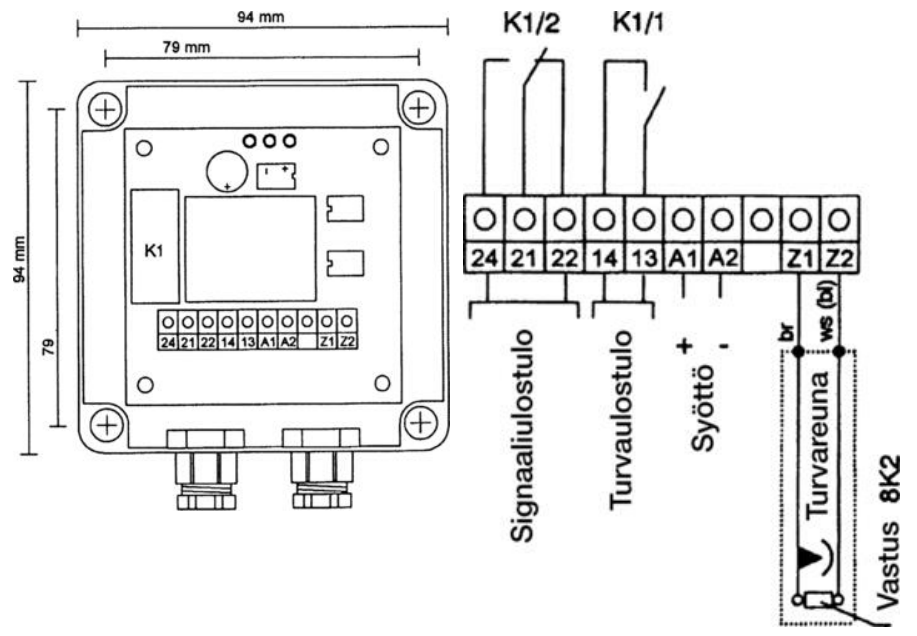 94 mm
79 mm
94 mm
79
K1
- +
+
24 21 22 14 13 A1 A2 Z1 Z2
K1/2 K1/1
24 21 22 14 13 A1 A2 Z1 Z2
Signaaliulostulo
Turvaulostulo
+ -
Syöttö
br
ws (bl)
Turvareuna
Vastus 8K2